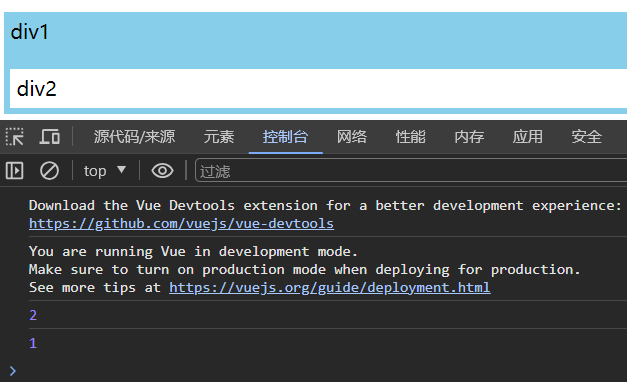 div1
div2
源代码/来源 元素 控制台 网络 性能 内存 应用 安全
top 过滤
Download the Vue Devtools extension for a better development experience:
https://github.com/vuejs/vue-devtools
You are running Vue in development mode.
Make sure to turn on production mode when deploying for production.
See more tips at https://vuejs.org/guide/deployment.html
2
1